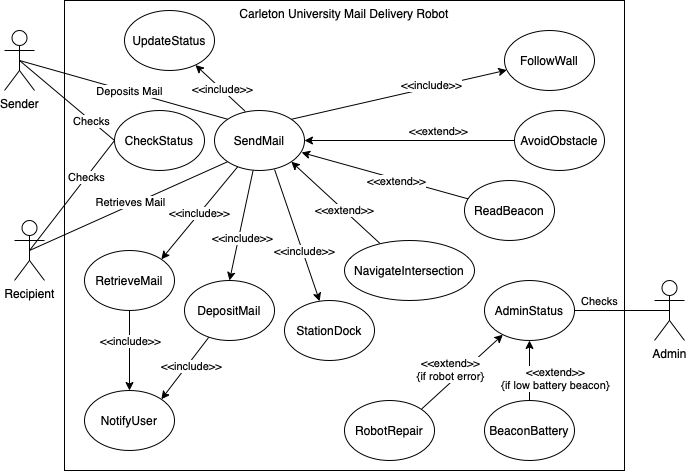 Carleton University Mail Delivery Robot
UpdateStatus
FollowWall
<<include>>
<<include>>
Deposits Mail
Sender
Checks
CheckStatus
SendMail
<<extend>>
AvoidObstacle
Checks
<<extend>>
Retrieves Mail
<<include>>
<<extend>>
ReadBeacon
<<include>>
<<include>>
RetrieveMail
NavigateIntersection
Recipient
DepositMail
StationDock
AdminStatus
Checks
<<include>>
Admin
<<include>>
<<extend>>
{if robot error}
<<extend>>
{if low battery beacon}
NotifyUser
RobotRepair
BeaconBattery